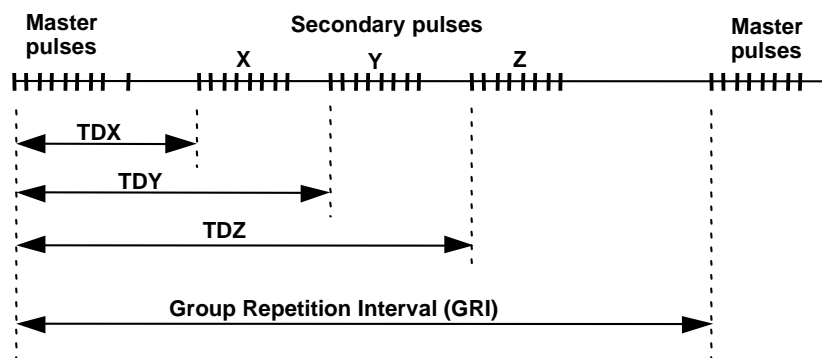 Master
pulses
Secondary pulses
Master
pulses
X
Y
Z
TDX
TDY
TDZ
Group Repetition Interval (GRI)